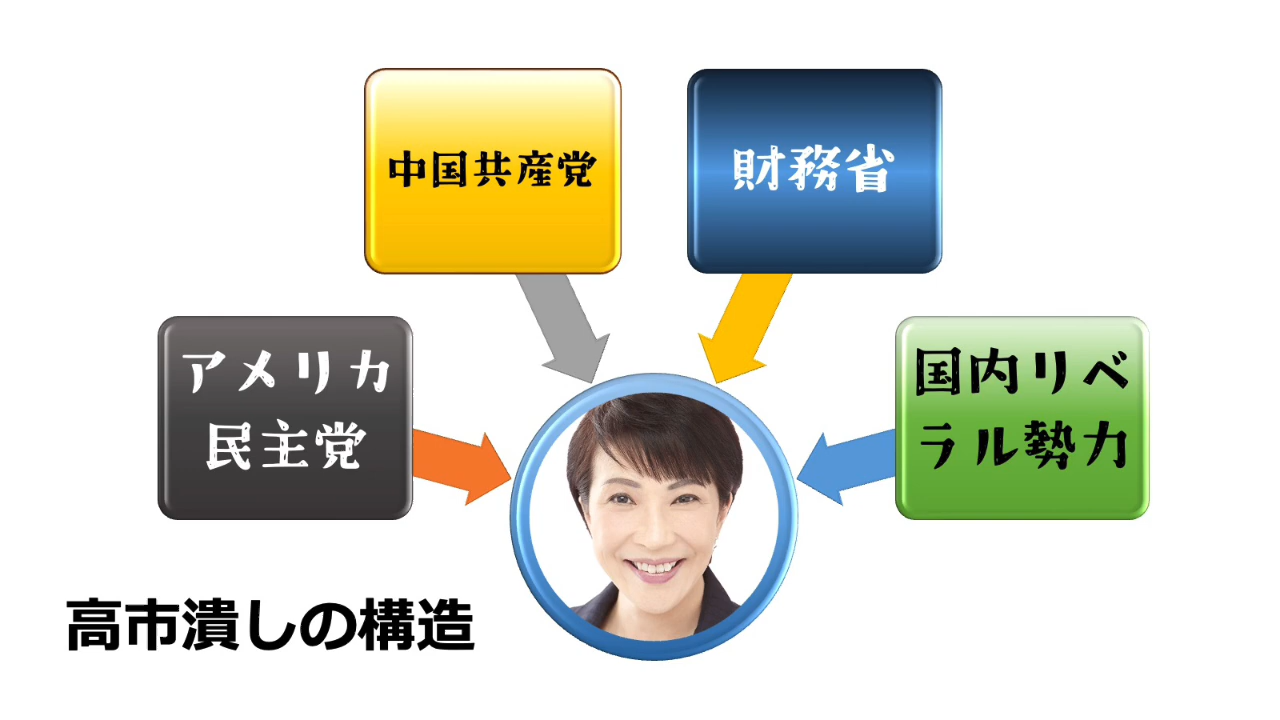 中国共産党
財務省
アメリカ
民主党
国内リベ
ラル勢力
高市潰しの構造